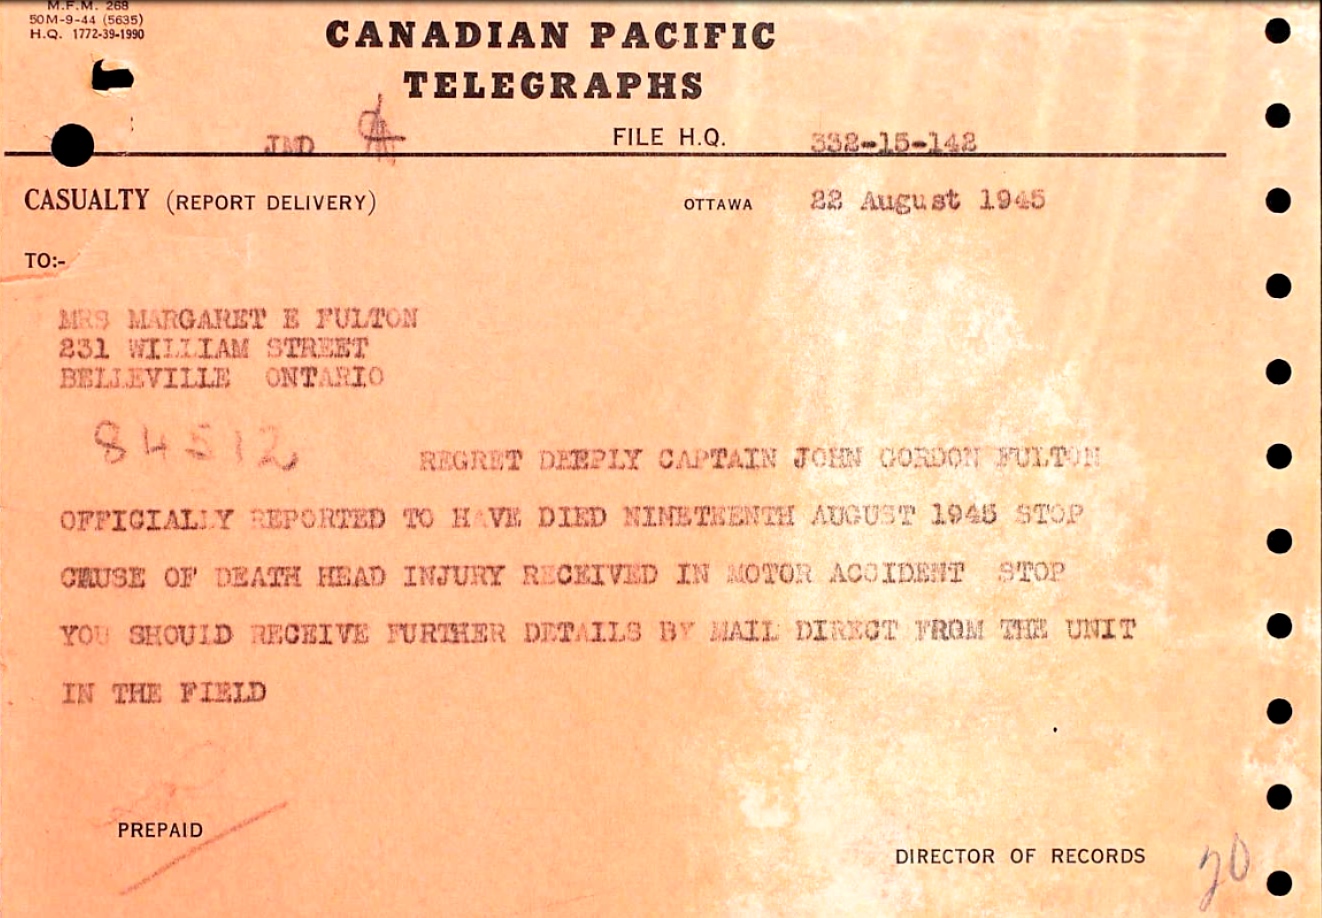 M.F.M. 268
50M-9-44 (5635)
H.Q. 1772-39-1990
CANADIAN PACIFIC
TELEGRAPHS
JMD FILE H.Q. 332-15-142
CASUALTY (REPORT DELIVERY) OTTAWA 22 August 1945
TO:-
MRS MARGARET E FULTON
231 WILLIAM STREET
BELLEVILLE ONTARIO
84512
REGRET DEEPLY CAPTAIN JOHN GORDON FULTON
OFFICIALLY REPORTED TO HAVE DIED NINETEENTH AUGUST 1945 STOP
CAUSE OF DEATH HEAD INJURY RECEIVED IN MOTOR ACCIDENT STOP
YOU SHOULD RECEIVE FURTHER DETAILS BY MAIL DIRECT FROM THE UNIT
IN THE FIELD
PREPAID
DIRECTOR OF RECORDS
20